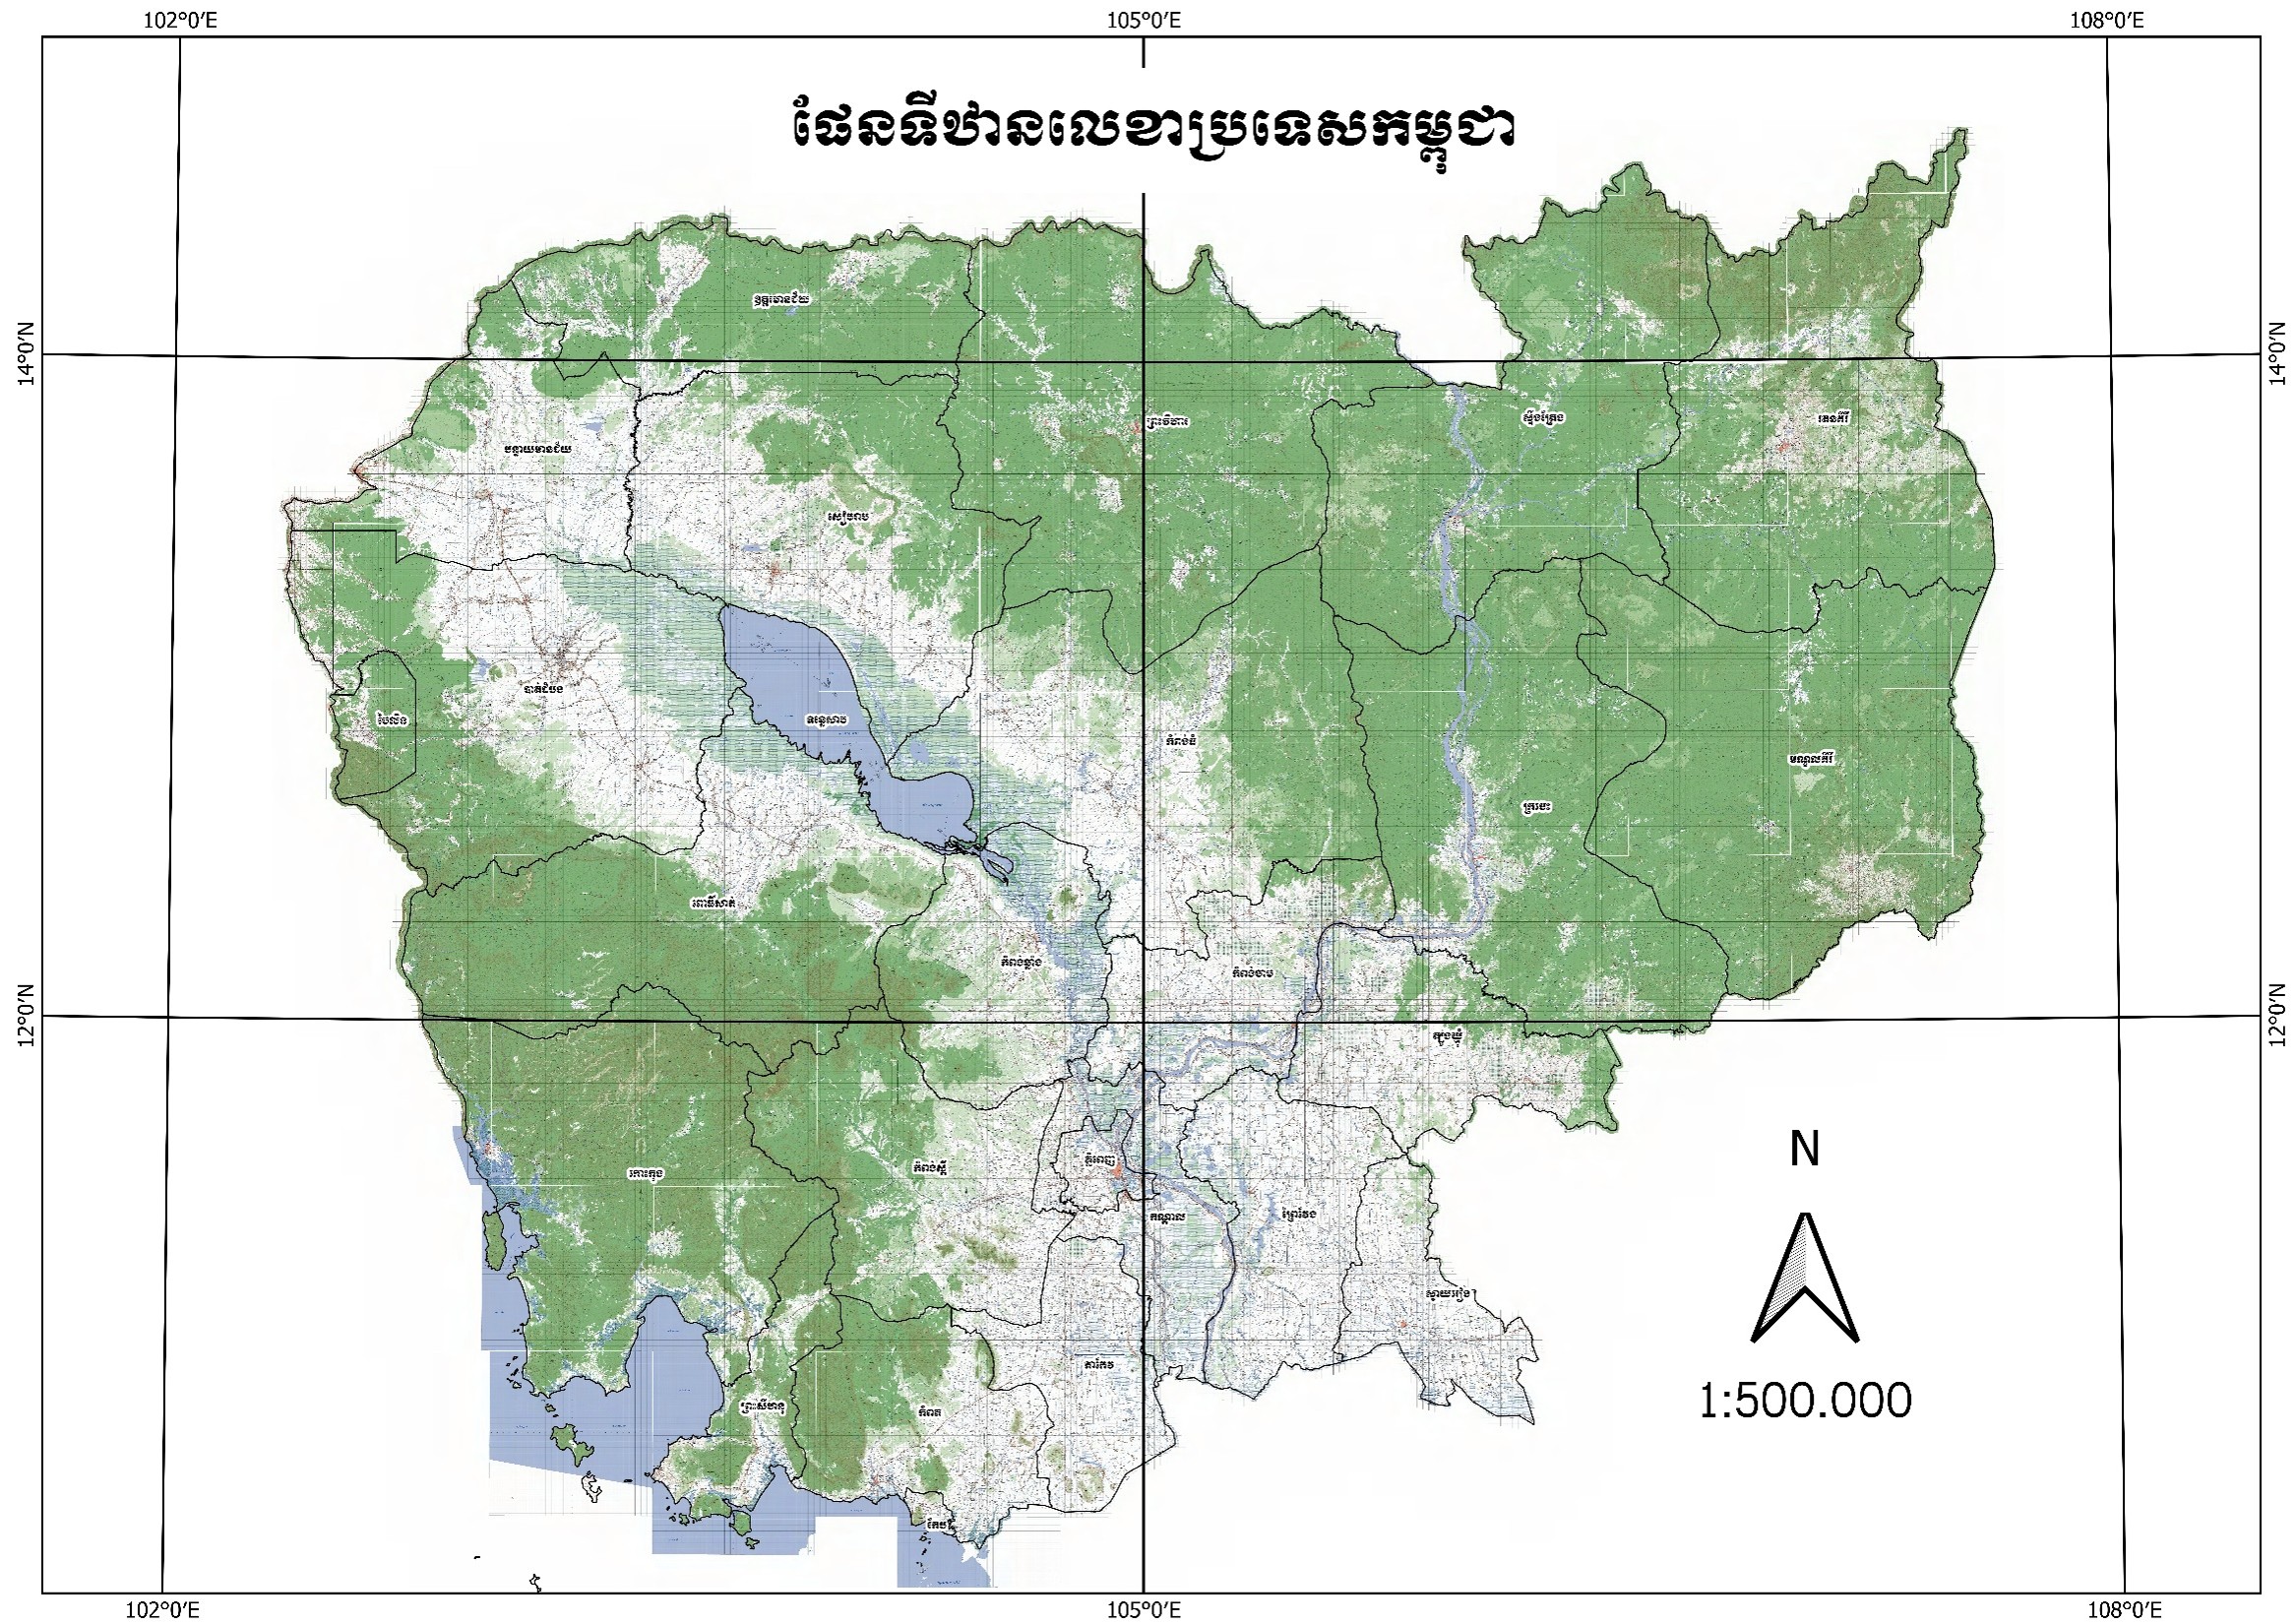 102°0′E
105°0′E
108°0′E
ផែនទីឋានលេខាប្រទេសកម្ពុជា
14°0′N
14°0′N
ឧត្តរមានជ័យ
ព្រះវិហារ
ស្ទឹងត្រែង
រតនគិរី
បន្ទាយមានជ័យ
សៀមរាប
បាត់ដំបង
ប៉ៃលិន
ទន្លេសាប
កំពង់ធំ
មណ្ឌលគិរី
ក្រចេះ
ពោធិ៍សាត់
កំពង់ឆ្នាំង
កំពង់ចាម
12°0′N
12°0′N
ត្បូងឃ្មុំ
កោះកុង
កំពង់ស្ពឺ
ភ្នំពេញ
កណ្ដាល
ព្រៃវែង
N
ស្វាយរៀង
តាកែវ
1:500.000
ព្រះសីហនុ
កំពត
កែប
102°0′E
105°0′E
108°0′E